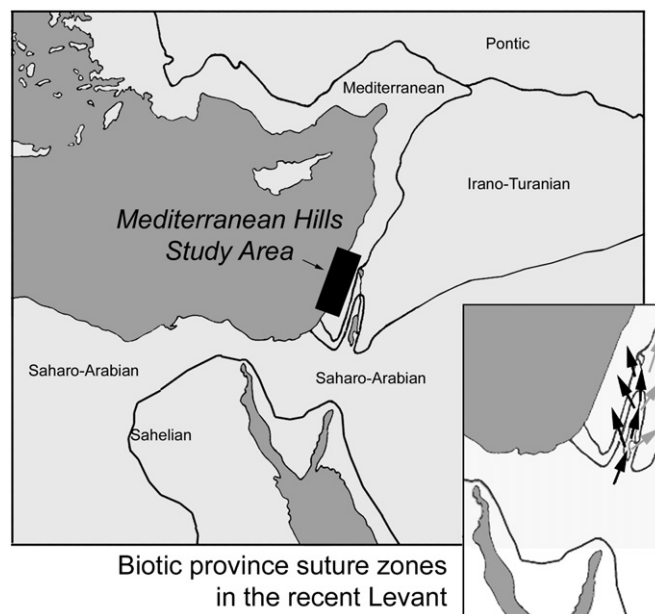 Pontic
Mediterranean
Irano-Turanian
Mediterranean Hills
Study Area
Saharo-Arabian
Saharo-Arabian
Sahelian
Biotic province suture zones
in the recent Levant